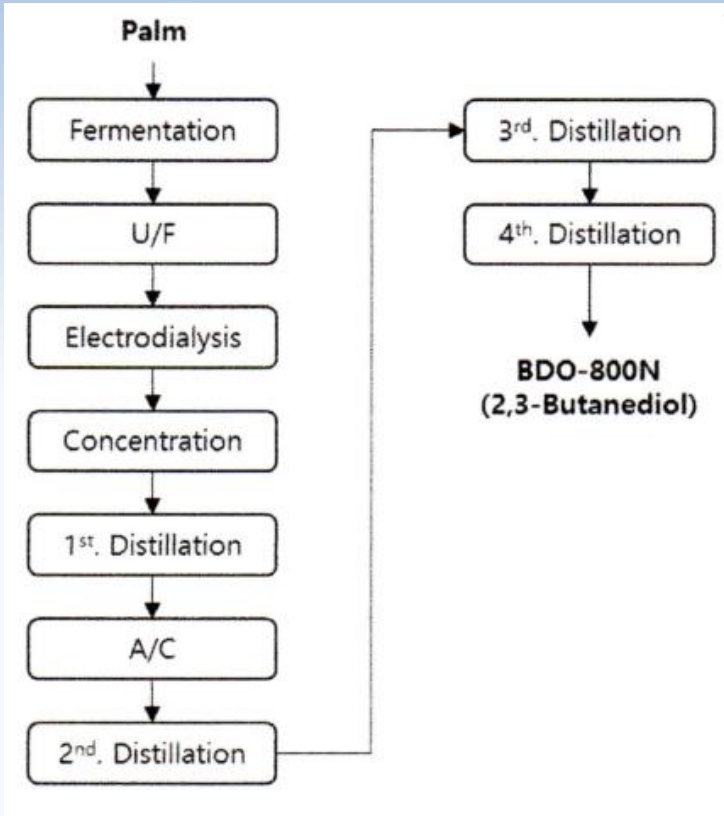 Palm
Fermentation
U/F
Electrodialysis
Concentration
1st. Distillation
A/C
2nd. Distillation
3rd. Distillation
4th. Distillation
BDO-800N
(2,3-Butanediol)